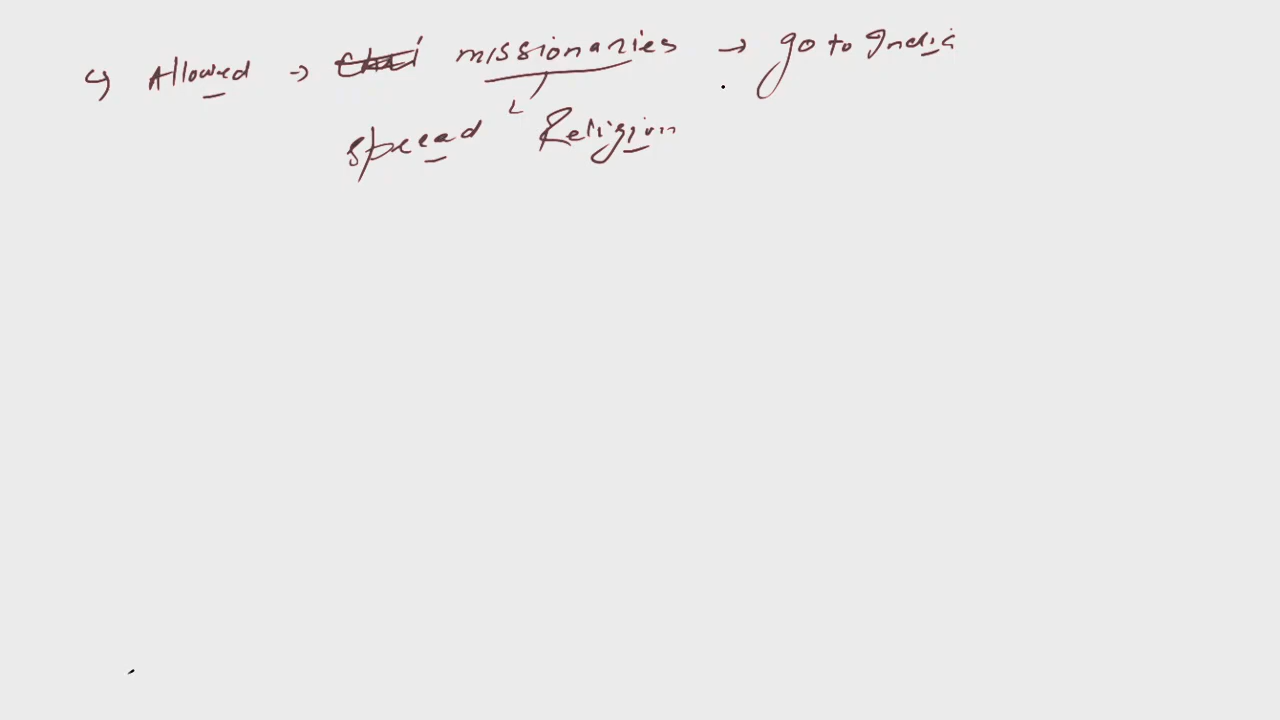 ↳ Allowed → missionaries → go to India
spread Religion